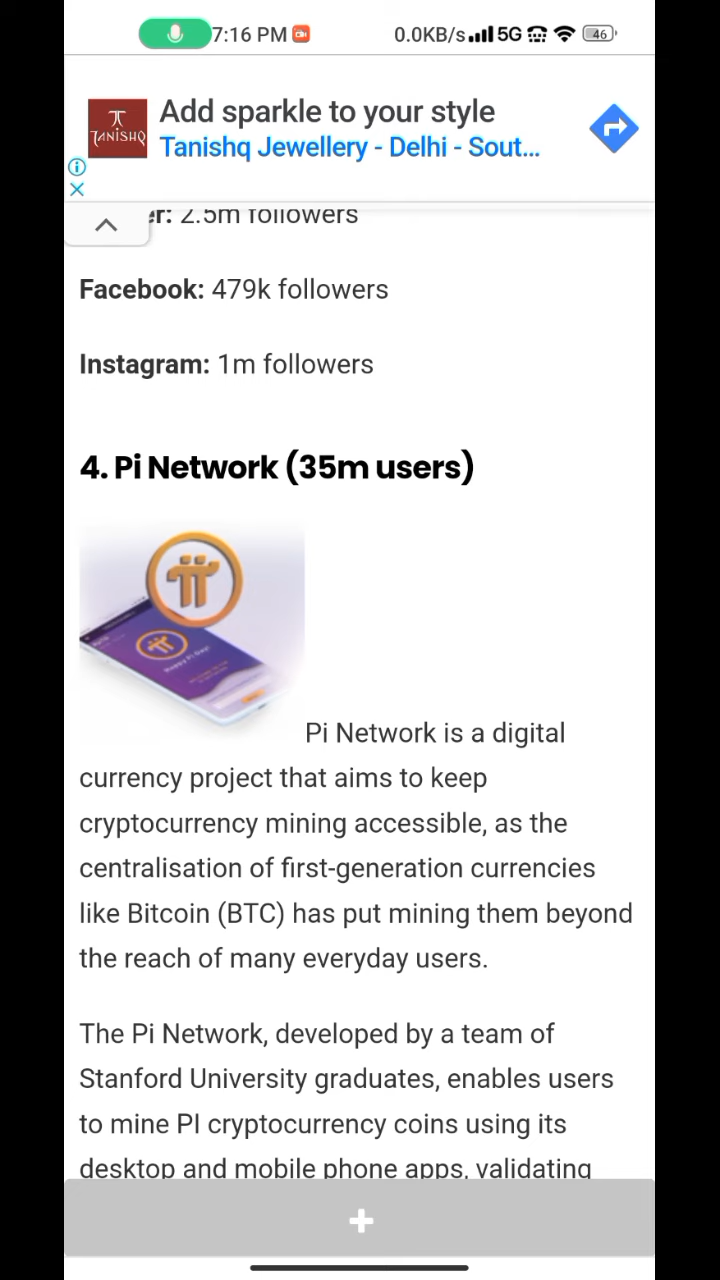 7:16 PM
0.0KB/s 5G 46
Add sparkle to your style
TANISHQ
Tanishq Jewellery - Delhi - Sout...
er: 2.5m followers
Facebook: 479k followers
Instagram: 1m followers
4. Pi Network (35m users)
Pi Network is a digital
currency project that aims to keep
cryptocurrency mining accessible, as the
centralisation of first-generation currencies
like Bitcoin (BTC) has put mining them beyond
the reach of many everyday users.
The Pi Network, developed by a team of
Stanford University graduates, enables users
to mine PI cryptocurrency coins using its
desktop and mobile phone apps, validating